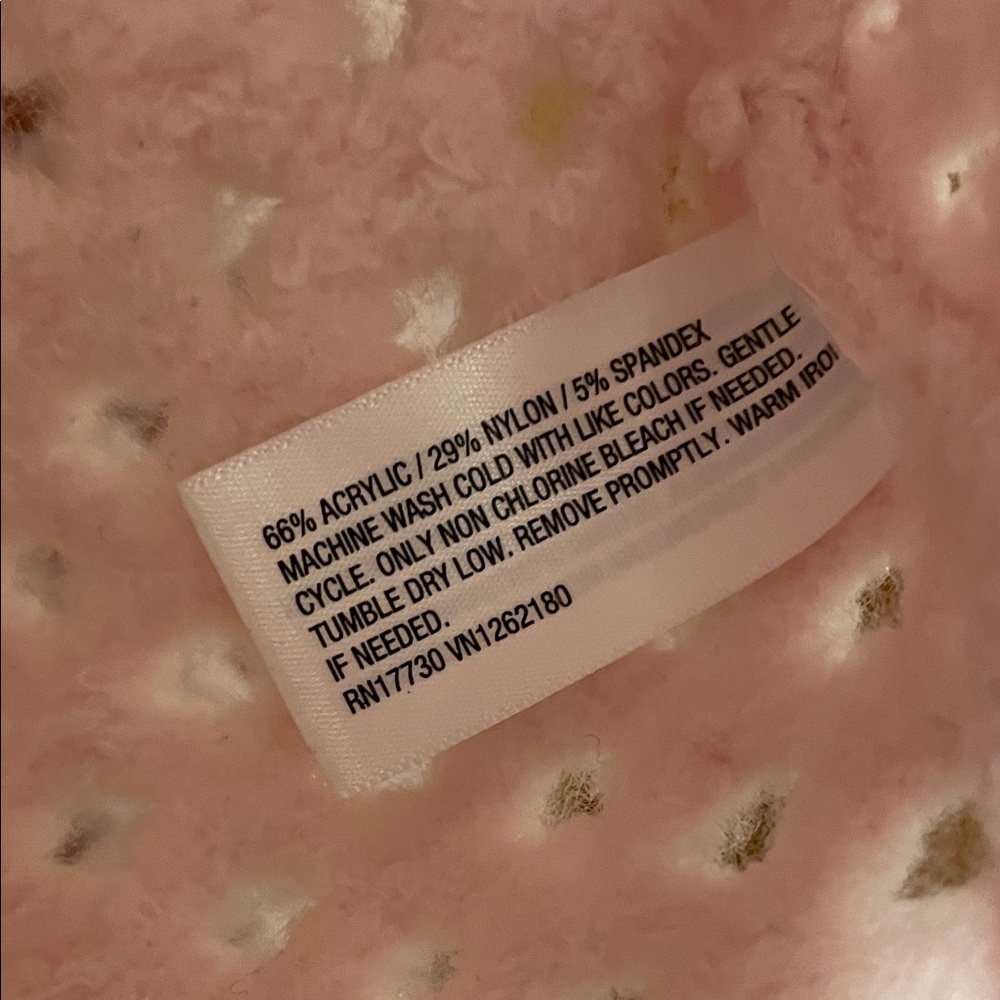 66% ACRYLIC / 29% NYLON / 5% SPANDEX
MACHINE WASH COLD WITH LIKE COLORS. GENTLE
CYCLE. ONLY NON CHLORINE BLEACH IF NEEDED.
TUMBLE DRY LOW. REMOVE PROMPTLY. WARM IRON
IF NEEDED.
RN17730 VN1262180